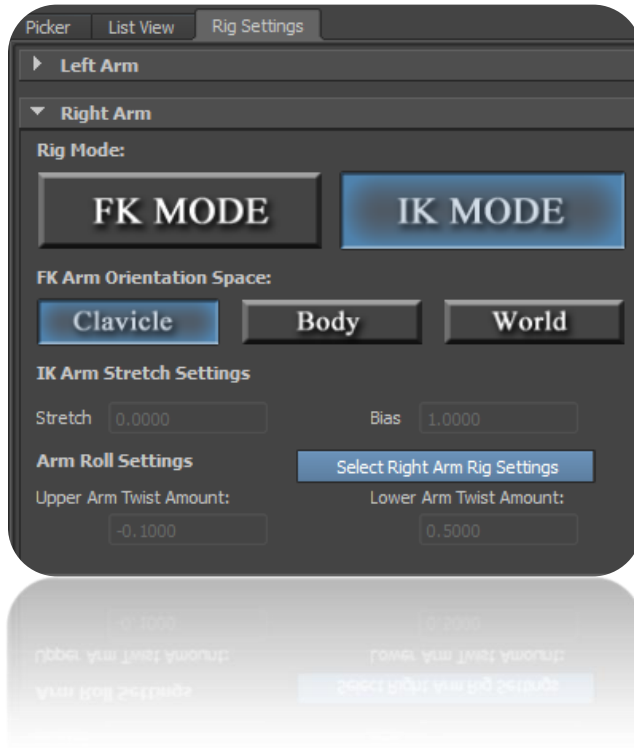 Picker List View Rig Settings
Left Arm
Right Arm
Rig Mode:
FK MODE IK MODE
FK Arm Orientation Space:
Clavicle Body World
IK Arm Stretch Settings
Stretch 0.0000 Bias 1.0000
Arm Roll Settings Select Right Arm Rig Settings
Upper Arm Twist Amount: Lower Arm Twist Amount:
-0.1000 0.5000